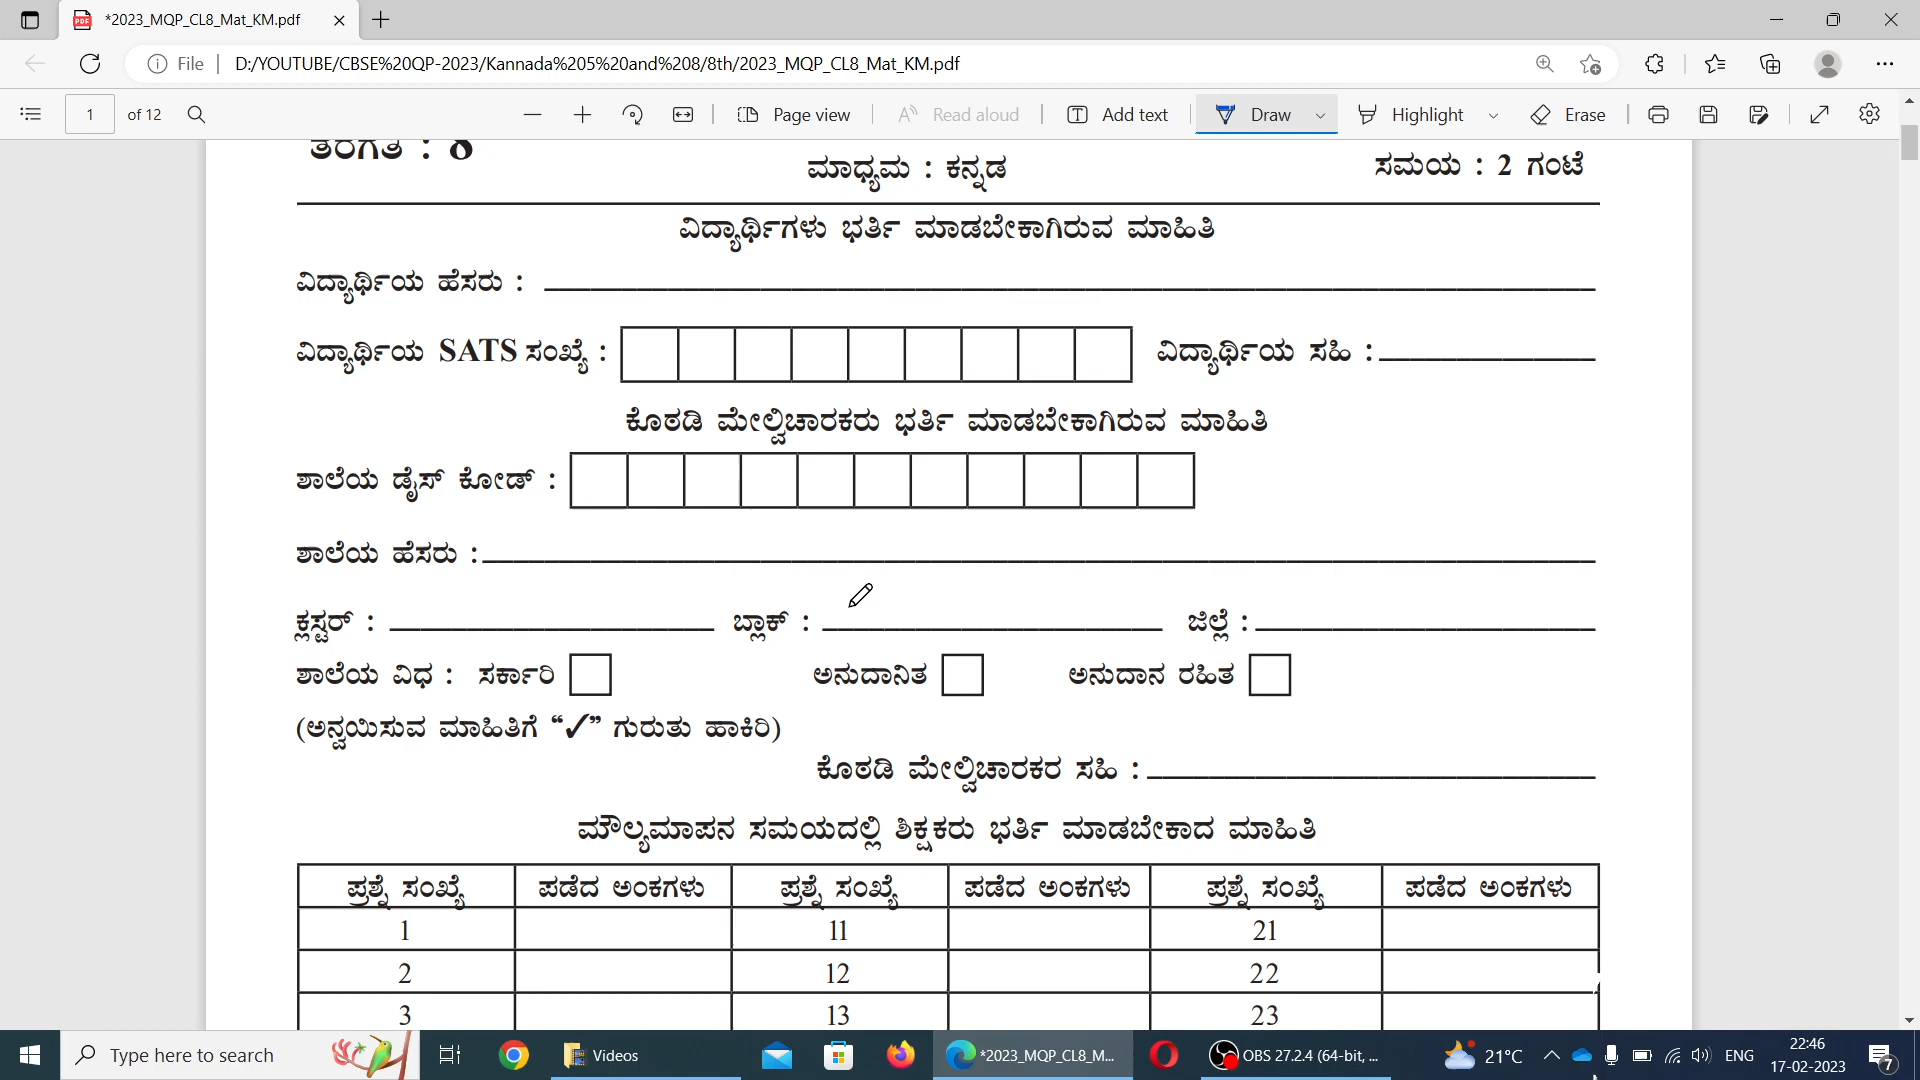 *2023_MQP_CL8_Mat_KM.pdf
File
D:/YOUTUBE/CBSE%20QP-2023/Kannada%205%20and%208/8th/2023_MQP_CL8_Mat_KM.pdf
1 of 12
Page view
Read aloud
Add text
Draw
Highlight
Erase
ತರಗತಿ : 8
ಮಾಧ್ಯಮ : ಕನ್ನಡ
ಸಮಯ : 2 ಗಂಟೆ
ವಿದ್ಯಾರ್ಥಿಗಳು ಭರ್ತಿ ಮಾಡಬೇಕಾಗಿರುವ ಮಾಹಿತಿ
ವಿದ್ಯಾರ್ಥಿಯ ಹೆಸರು :
ವಿದ್ಯಾರ್ಥಿಯ SATS ಸಂಖ್ಯೆ : ವಿದ್ಯಾರ್ಥಿಯ ಸಹಿ :
ಕೊಠಡಿ ಮೇಲ್ವಿಚಾರಕರು ಭರ್ತಿ ಮಾಡಬೇಕಾಗಿರುವ ಮಾಹಿತಿ
ಶಾಲೆಯ ಡೈಸ್ ಕೋಡ್ :
ಶಾಲೆಯ ಹೆಸರು :
ಕ್ಲಸ್ಟರ್ : ಬ್ಲಾಕ್ : ಜಿಲ್ಲೆ :
ಶಾಲೆಯ ವಿಧ : ಸರ್ಕಾರಿ ಅನುದಾನಿತ ಅನುದಾನ ರಹಿತ
(ಅನ್ವಯಿಸುವ ಮಾಹಿತಿಗೆ “✓” ಗುರುತು ಹಾಕಿರಿ)
ಕೊಠಡಿ ಮೇಲ್ವಿಚಾರಕರ ಸಹಿ :
ಮೌಲ್ಯಮಾಪನ ಸಮಯದಲ್ಲಿ ಶಿಕ್ಷಕರು ಭರ್ತಿ ಮಾಡಬೇಕಾದ ಮಾಹಿತಿ
ಪ್ರಶ್ನೆ ಸಂಖ್ಯೆ ಪಡೆದ ಅಂಕಗಳು ಪ್ರಶ್ನೆ ಸಂಖ್ಯೆ ಪಡೆದ ಅಂಕಗಳು ಪ್ರಶ್ನೆ ಸಂಖ್ಯೆ ಪಡೆದ ಅಂಕಗಳು
1 11 21
2 12 22
3 13 23
Type here to search
Videos
*2023_MQP_CL8_M...
OBS 27.2.4 (64-bit, ...
21°C
ENG
22:46
17-02-2023
7